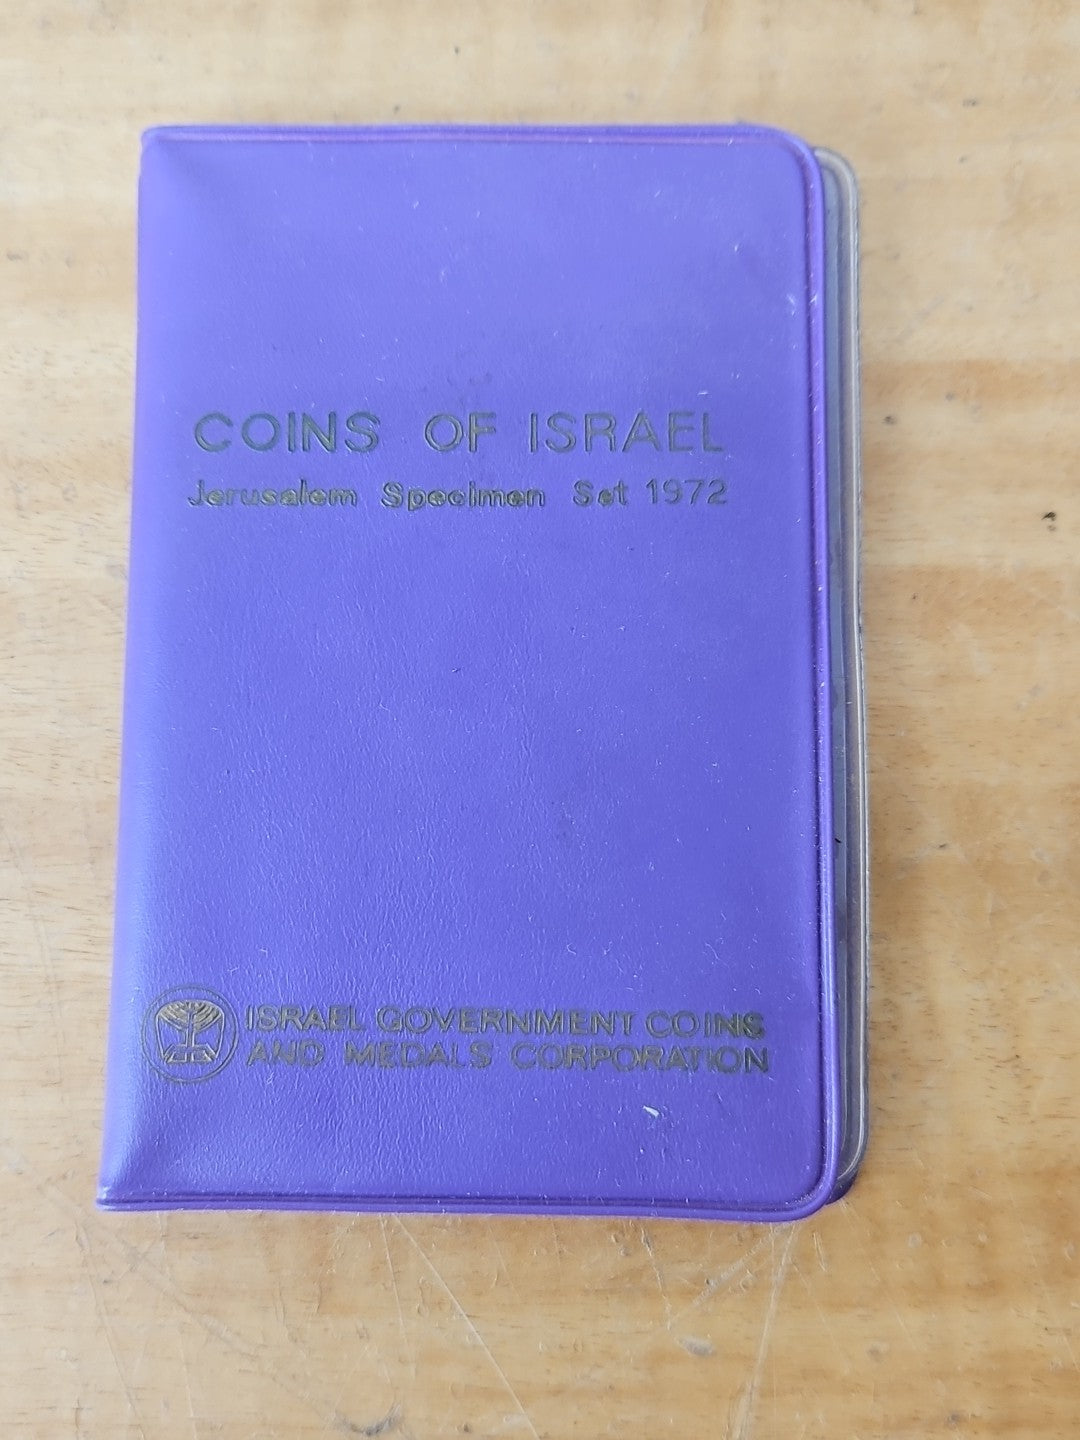 COINS OF ISRAEL
Jerusalem Specimen Set 1972
ISRAEL GOVERNMENT COINS
AND MEDALS CORPORATION